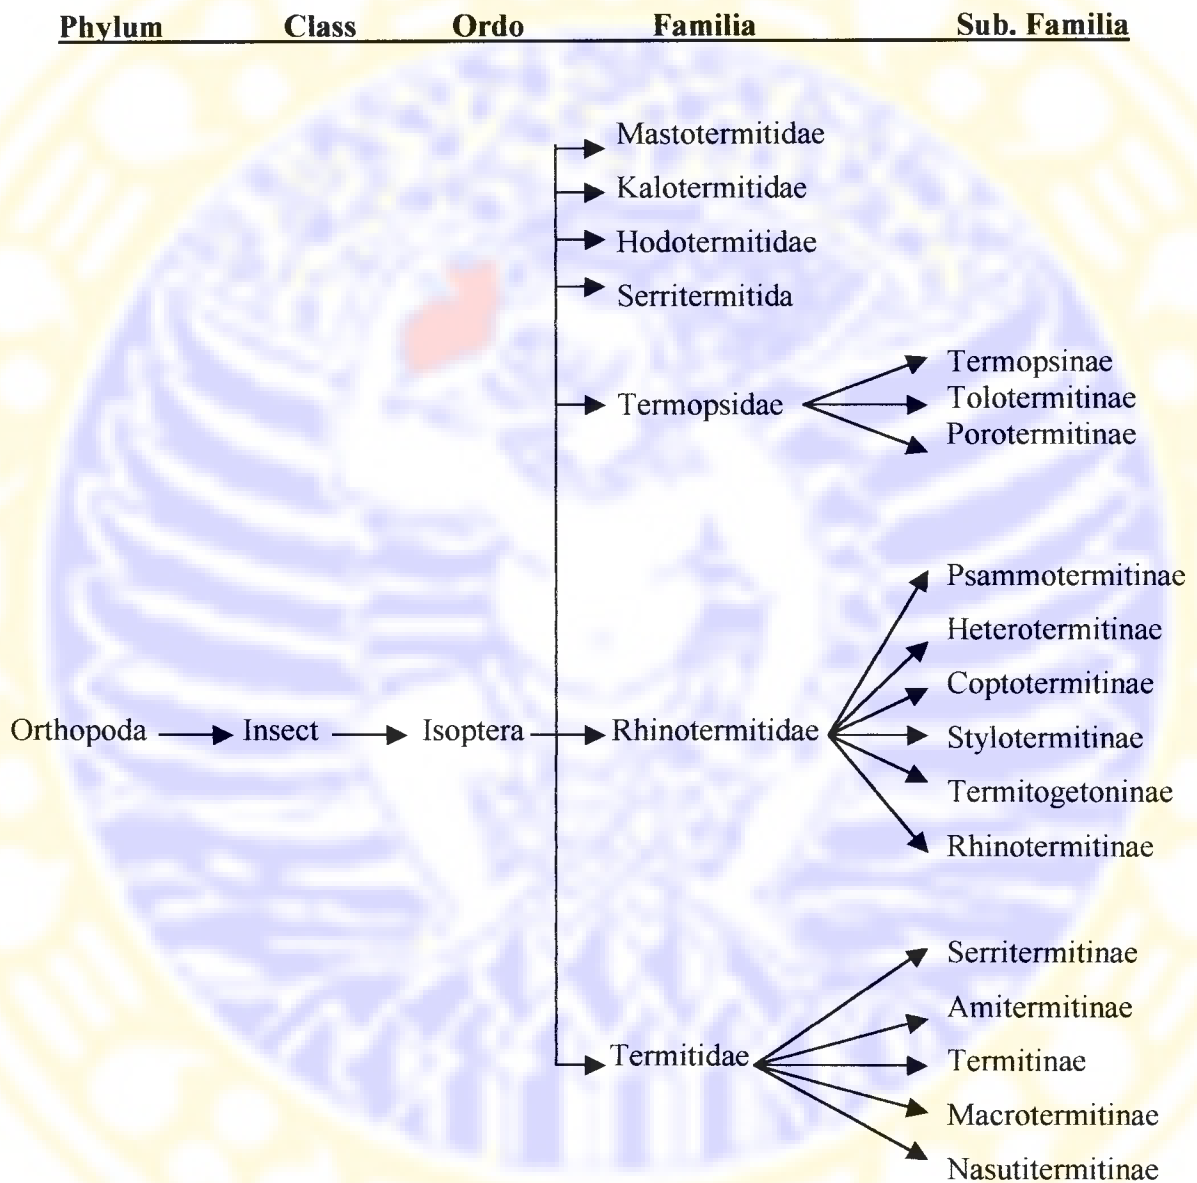 Phylum Class Ordo Familia Sub. Familia
Mastotermitidae
Kalotermitidae
Hodotermitidae
Serritermitida
Termopsinae
Termopsidae Tolotermitinae
Porotermitinae
Psammotermitinae
Heterotermitinae
Coptotermitinae
Orthopoda Insect Isoptera Rhinotermitidae Stylotermitinae
Termitogetoninae
Rhinotermitinae
Serritermitinae
Amitermitinae
Termitidae Termitinae
Macrotermitinae
Nasutitermitinae